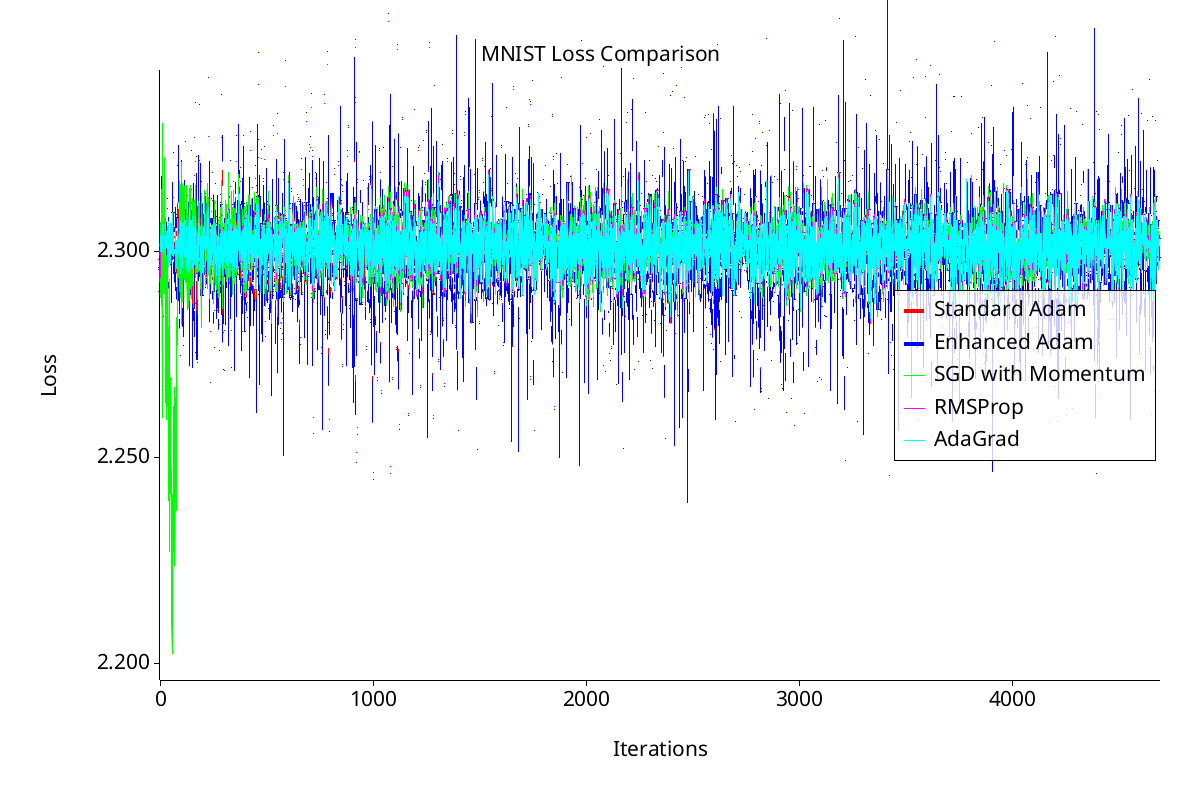 MNIST Loss Comparison
2.300
2.250
2.200
Loss
0 1000 2000 3000 4000
Iterations
Standard Adam
Enhanced Adam
SGD with Momentum
RMSProp
AdaGrad